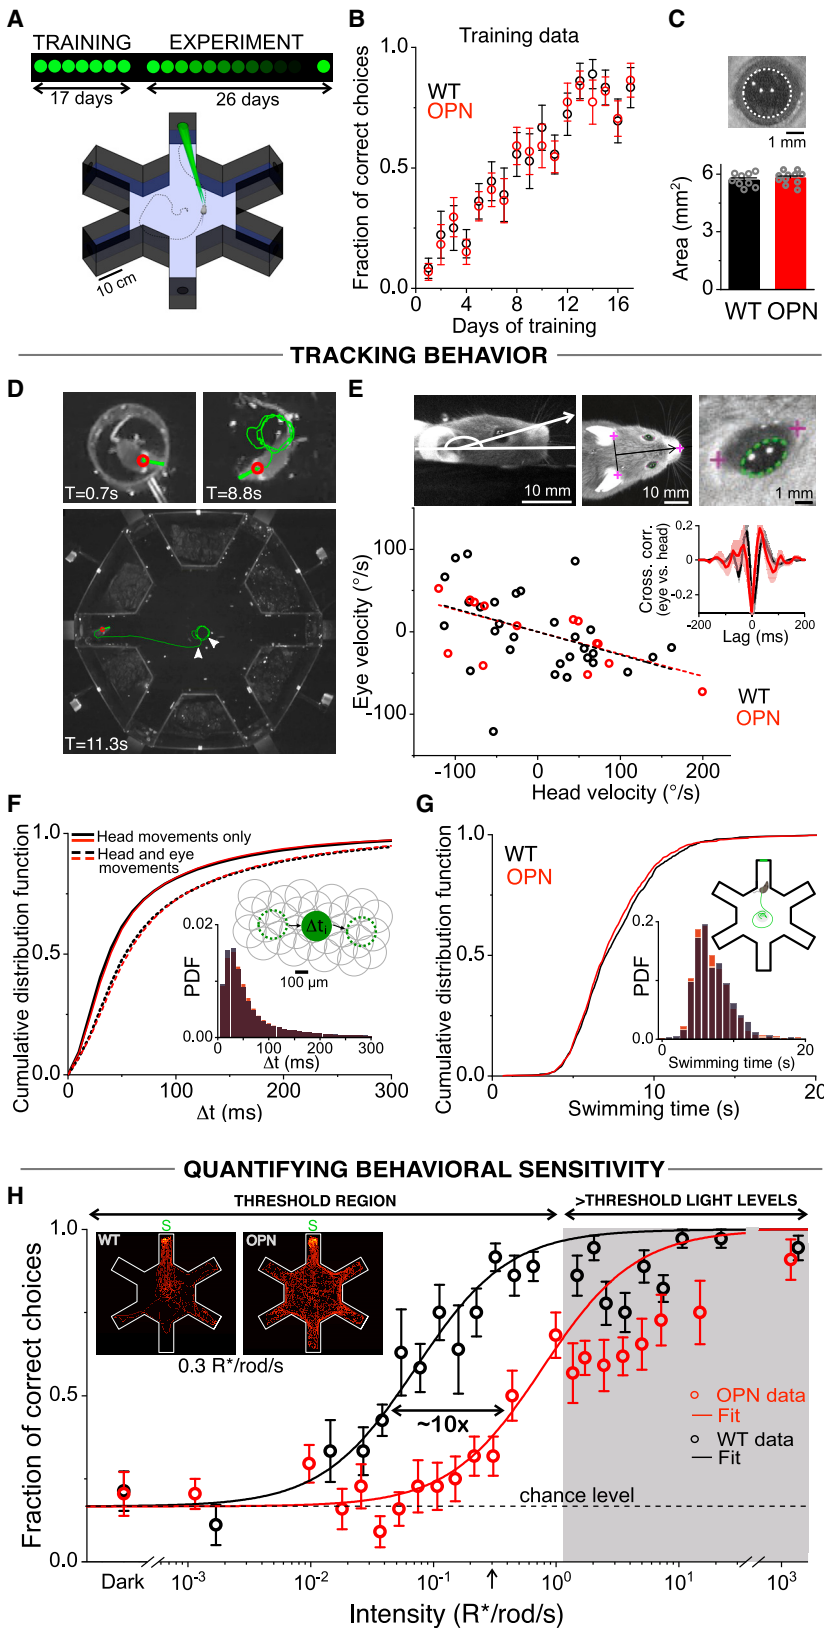 A
TRAINING
EXPERIMENT
17 days
26 days
10 cm
B
Training data
WT
OPN
Fraction of correct choices
1.0
0.5
0.0
0
4
8
12
16
Days of training
C
1 mm
Area (mm²)
6
3
0
WT
OPN
TRACKING BEHAVIOR
D
T=0.7s
T=8.8s
T=11.3s
E
10 mm
10 mm
1 mm
Eye velocity (°/s)
100
0
-100
-100
0
100
200
Head velocity (°/s)
WT
OPN
Cross. corr.
(eye vs. head)
0.2
0
-0.2
-200
0
200
Lag (ms)
F
Cumulative distribution function
1.0
0.5
0.0
0
100
200
300
Δt (ms)
Head movements only
Head and eye
movements
PDF
0.02
0.00
0
100
200
300
Δt (ms)
Δtᵢ
100 µm
G
Cumulative distribution function
1.0
0.5
0.0
0
10
20
Swimming time (s)
WT
OPN
PDF
0.2
0.0
0
10
20
Swimming time (s)
QUANTIFYING BEHAVIORAL SENSITIVITY
H
THRESHOLD REGION
>THRESHOLD LIGHT LEVELS
Fraction of correct choices
1.0
0.5
0.0
S
S
WT
OPN
0.3 R*/rod/s
~10x
OPN data
Fit
WT data
Fit
chance level
Dark
10⁻³
10⁻²
10⁻¹
10⁰
10¹
10³
Intensity (R*/rod/s)